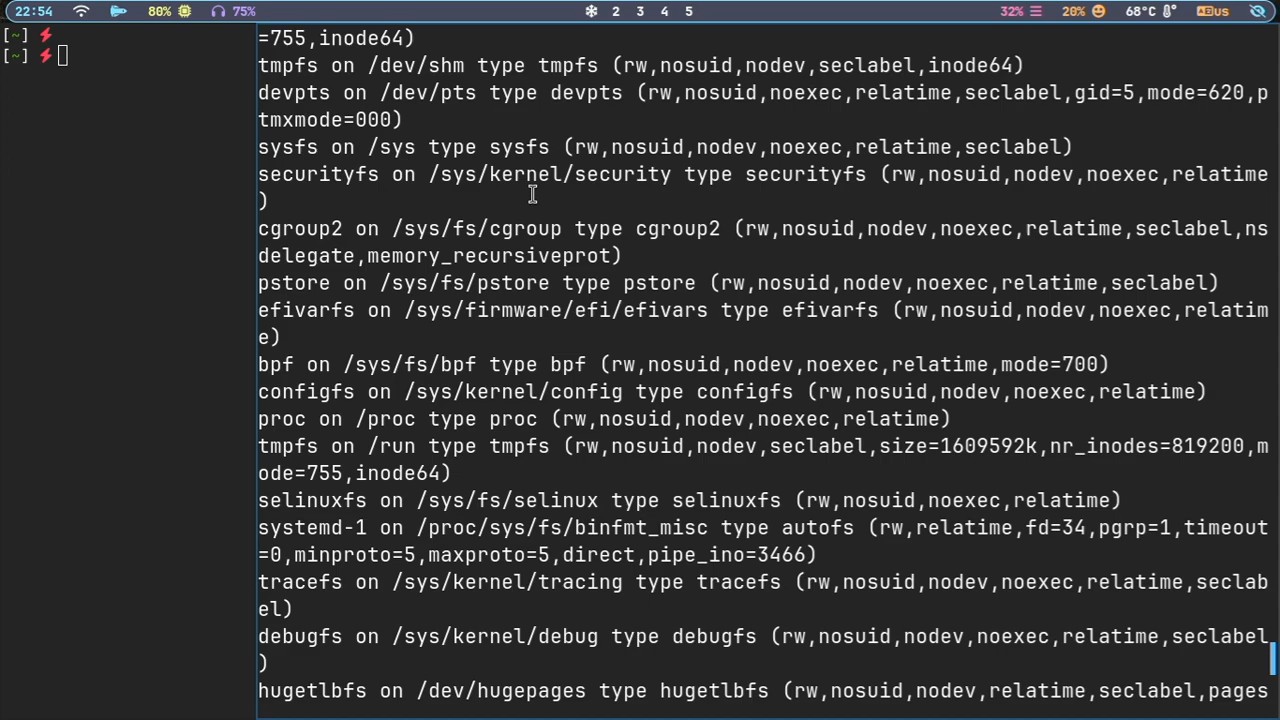 22:54 80% 75% 2 3 4 5 32% 20% 68°C us
[~]
[~]
=755,inode64)
tmpfs on /dev/shm type tmpfs (rw,nosuid,nodev,seclabel,inode64)
devpts on /dev/pts type devpts (rw,nosuid,noexec,relatime,seclabel,gid=5,mode=620,p
tmxmode=000)
sysfs on /sys type sysfs (rw,nosuid,nodev,noexec,relatime,seclabel)
securityfs on /sys/kernel/security type securityfs (rw,nosuid,nodev,noexec,relatime
)
cgroup2 on /sys/fs/cgroup type cgroup2 (rw,nosuid,nodev,noexec,relatime,seclabel,ns
delegate,memory_recursiveprot)
pstore on /sys/fs/pstore type pstore (rw,nosuid,nodev,noexec,relatime,seclabel)
efivarfs on /sys/firmware/efi/efivars type efivarfs (rw,nosuid,nodev,noexec,relatim
e)
bpf on /sys/fs/bpf type bpf (rw,nosuid,nodev,noexec,relatime,mode=700)
configfs on /sys/kernel/config type configfs (rw,nosuid,nodev,noexec,relatime)
proc on /proc type proc (rw,nosuid,nodev,noexec,relatime)
tmpfs on /run type tmpfs (rw,nosuid,nodev,seclabel,size=1609592k,nr_inodes=819200,m
ode=755,inode64)
selinuxfs on /sys/fs/selinux type selinuxfs (rw,nosuid,noexec,relatime)
systemd-1 on /proc/sys/fs/binfmt_misc type autofs (rw,relatime,fd=34,pgrp=1,timeout
=0,minproto=5,maxproto=5,direct,pipe_ino=3466)
tracefs on /sys/kernel/tracing type tracefs (rw,nosuid,nodev,noexec,relatime,seclab
el)
debugfs on /sys/kernel/debug type debugfs (rw,nosuid,nodev,noexec,relatime,seclabel
)
hugetlbfs on /dev/hugepages type hugetlbfs (rw,nosuid,nodev,relatime,seclabel,pages